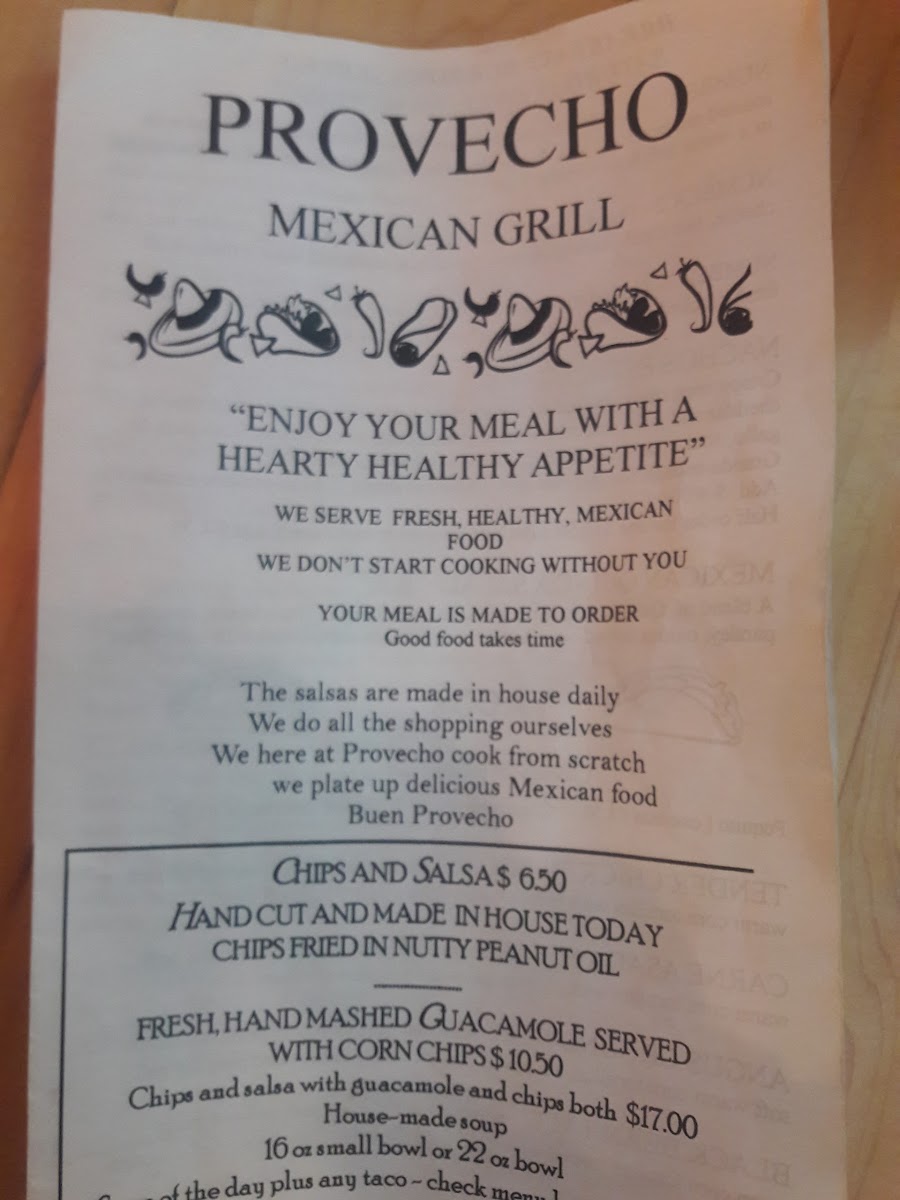 PROVECHO
MEXICAN GRILL
“ENJOY YOUR MEAL WITH A
HEARTY HEALTHY APPETITE”
WE SERVE FRESH, HEALTHY, MEXICAN
FOOD
WE DON'T START COOKING WITHOUT YOU
YOUR MEAL IS MADE TO ORDER
Good food takes time
The salsas are made in house daily
We do all the shopping ourselves
We here at Provecho cook from scratch
we plate up delicious Mexican food
Buen Provecho
CHIPS AND SALSA $ 6.50
HAND CUT AND MADE IN HOUSE TODAY
CHIPS FRIED IN NUTTY PEANUT OIL
FRESH, HAND MASHED GUACAMOLE SERVED
WITH CORN CHIPS $ 10.50
Chips and salsa with guacamole and chips both $17.00
House-made soup
16 oz small bowl or 22 oz bowl
of the day plus any taco - check menu